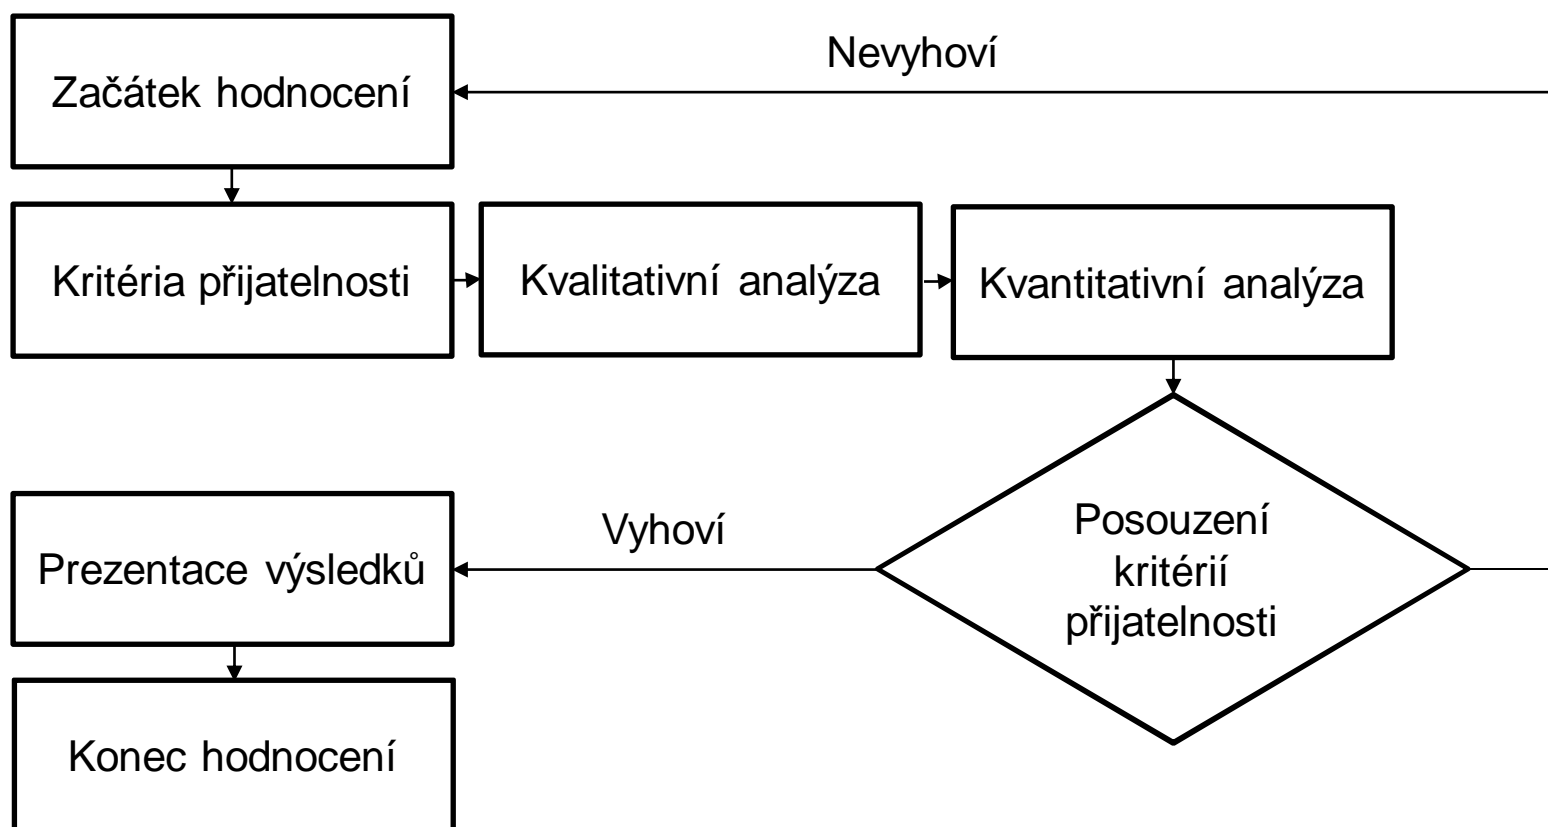 Nevyhoví
Začátek hodnocení
Kritéria přijatelnosti
Kvalitativní analýza
Kvantitativní analýza
Posouzení
kritérií
přijatelnosti
Vyhoví
Prezentace výsledků
Konec hodnocení